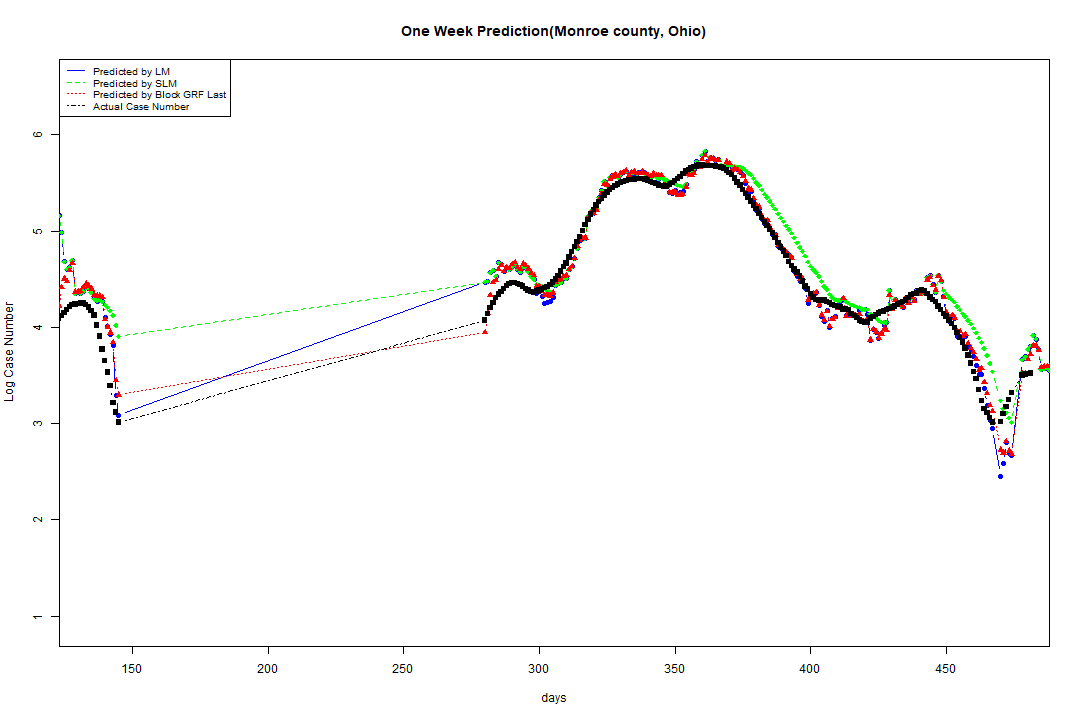 One Week Prediction(Monroe county, Ohio)
Predicted by LM
Predicted by SLM
Predicted by Block GRF Last
Actual Case Number
6
5
4
3
2
1
Log Case Number
150 200 250 300 350 400 450
days